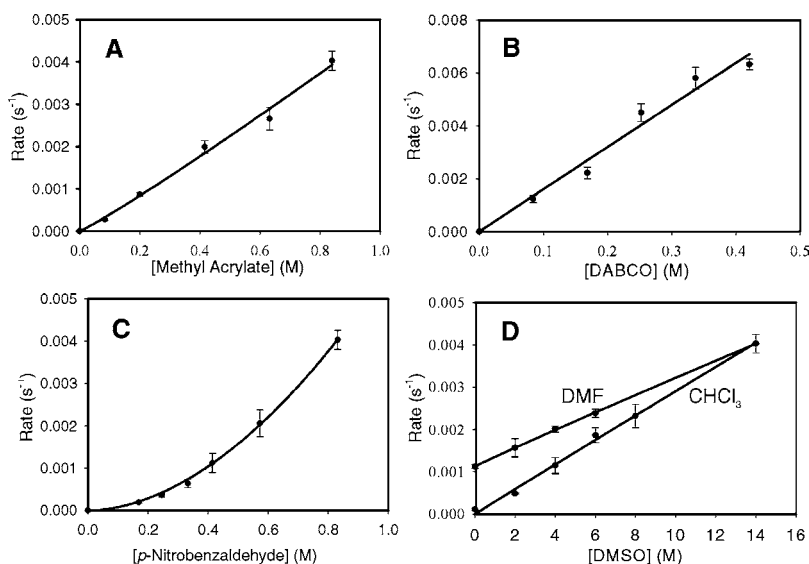 A
Rate (s⁻¹)
0.005
0.004
0.003
0.002
0.001
0.000
0.0 0.2 0.4 0.6 0.8 1.0
[Methyl Acrylate] (M)
B
Rate (s⁻¹)
0.008
0.006
0.004
0.002
0.000
0.0 0.1 0.2 0.3 0.4 0.5
[DABCO] (M)
C
Rate (s⁻¹)
0.005
0.004
0.003
0.002
0.001
0.000
0.0 0.2 0.4 0.6 0.8 1.0
[p-Nitrobenzaldehyde] (M)
D
Rate (s⁻¹)
0.005
0.004
0.003
0.002
0.001
0.000
DMF
CHCl₃
0 2 4 6 8 10 12 14 16
[DMSO] (M)